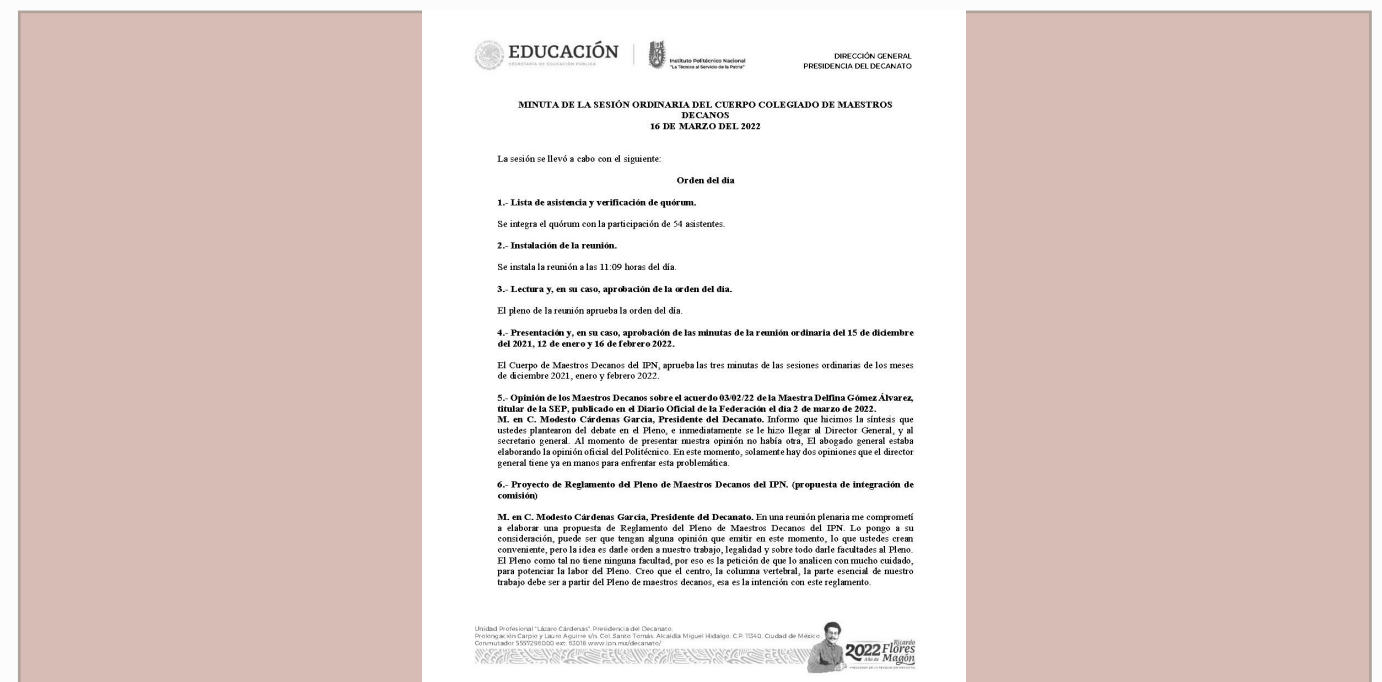 EDUCACIÓN
SECRETARÍA DE EDUCACIÓN PÚBLICA
Instituto Politécnico Nacional
"La Técnica al Servicio de la Patria"
DIRECCIÓN GENERAL
PRESIDENCIA DEL DECANATO
MINUTA DE LA SESIÓN ORDINARIA DEL CUERPO COLEGIADO DE MAESTROS
DECANOS
16 DE MARZO DEL 2022
La sesión se llevó a cabo con el siguiente:
Orden del día
1.- Lista de asistencia y verificación de quórum.
Se integra el quórum con la participación de 54 asistentes.
2.- Instalación de la reunión.
Se instala la reunión a las 11:09 horas del día.
3.- Lectura y, en su caso, aprobación de la orden del día.
El pleno de la reunión aprueba la orden del día.
4.- Presentación y, en su caso, aprobación de las minutas de la reunión ordinaria del 15 de diciembre
del 2021, 12 de enero y 16 de febrero 2022.
El Cuerpo de Maestros Decanos del IPN, aprueba las tres minutas de las sesiones ordinarias de los meses
de diciembre 2021, enero y febrero 2022.
5.- Opinión de los Maestros Decanos sobre el acuerdo 03/02/22 de la Maestra Delfina Gómez Álvarez,
titular de la SEP, publicado en el Diario Oficial de la Federación el día 2 de marzo de 2022.
M. en C. Modesto Cárdenas García, Presidente del Decanato. Informo que hicimos la síntesis que
ustedes plantearon del debate en el Pleno, e inmediatamente se le hizo llegar al Director General, y al
secretario general. Al momento de presentar nuestra opinión no había otra, El abogado general estaba
elaborando la opinión oficial del Politécnico. En este momento, solamente hay dos opiniones que el director
general tiene ya en manos para enfrentar esta problemática.
6.- Proyecto de Reglamento del Pleno de Maestros Decanos del IPN. (propuesta de integración de
comisión)
M. en C. Modesto Cárdenas García, Presidente del Decanato. En una reunión plenaria me comprometí
a elaborar una propuesta de Reglamento del Pleno de Maestros Decanos del IPN. Lo pongo a su
consideración, puede ser que tengan alguna opinión que emitir en este momento, lo que ustedes crean
conveniente, pero la idea es darle orden a nuestro trabajo, legalidad y sobre todo darle facultades al Pleno.
El Pleno como tal no tiene ninguna facultad, por eso es la petición de que lo analicen con mucho cuidado,
para potenciar la labor del Pleno. Creo que el centro, la columna vertebral, la parte esencial de nuestro
trabajo debe ser a partir del Pleno de maestros decanos, esa es la intención con este reglamento.
Unidad Profesional "Lázaro Cárdenas". Presidencia del Decanato.
Prolongación Carpio y Lauro Aguirre s/n. Col. Santo Tomás. Alcaldía Miguel Hidalgo. C.P. 11340. Ciudad de México
Conmutador 5557296000 ext: 63018 www.ipn.mx/decanato/
2022 Ricardo
Flores
Año de Magón